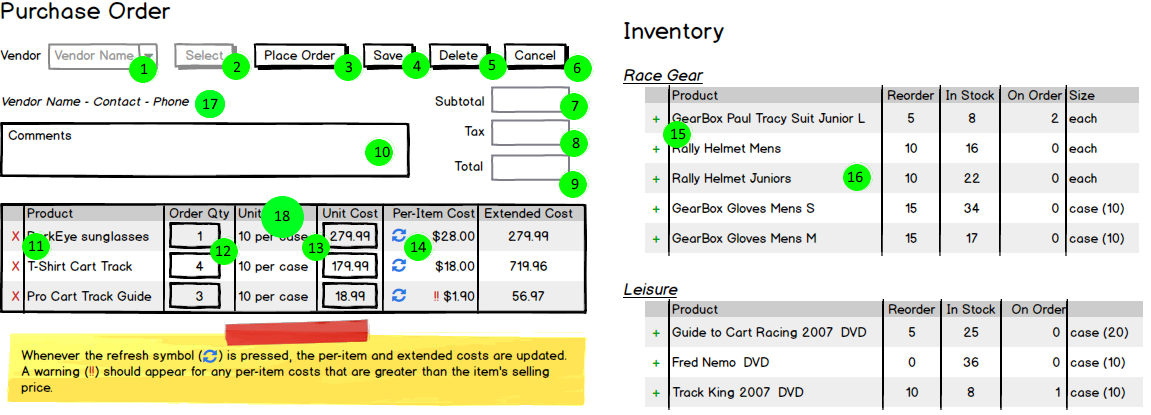 Purchase Order
Vendor Vendor Name Select Place Order Save Delete Cancel
1 2 3 4 5 6
Vendor Name - Contact - Phone 17
Subtotal 7
Tax 8
Total 9
Comments
10
Product Order Qty Unit 18 Unit Cost Per-Item Cost Extended Cost
X 11 DarkEye sunglasses 1 12 10 per case 13 279.99 14 $28.00 279.99
X T-Shirt Cart Track 4 10 per case 179.99 $18.00 719.96
X Pro Cart Track Guide 3 10 per case 18.99 !! $1.90 56.97
Whenever the refresh symbol ( ) is pressed, the per-item and extended costs are updated.
A warning (!!) should appear for any per-item costs that are greater than the item's selling
price.
Inventory
Race Gear
Product Reorder In Stock On Order Size
+ GearBox Paul Tracy Suit Junior L 5 8 2 each
15
+ Rally Helmet Mens 10 16 0 each
+ Rally Helmet Juniors 16 10 22 0 each
+ GearBox Gloves Mens S 15 34 0 case (10)
+ GearBox Gloves Mens M 15 17 0 case (10)
Leisure
Product Reorder In Stock On Order
+ Guide to Cart Racing 2007 DVD 5 25 0 case (20)
+ Fred Nemo DVD 0 36 0 case (10)
+ Track King 2007 DVD 10 8 1 case (10)